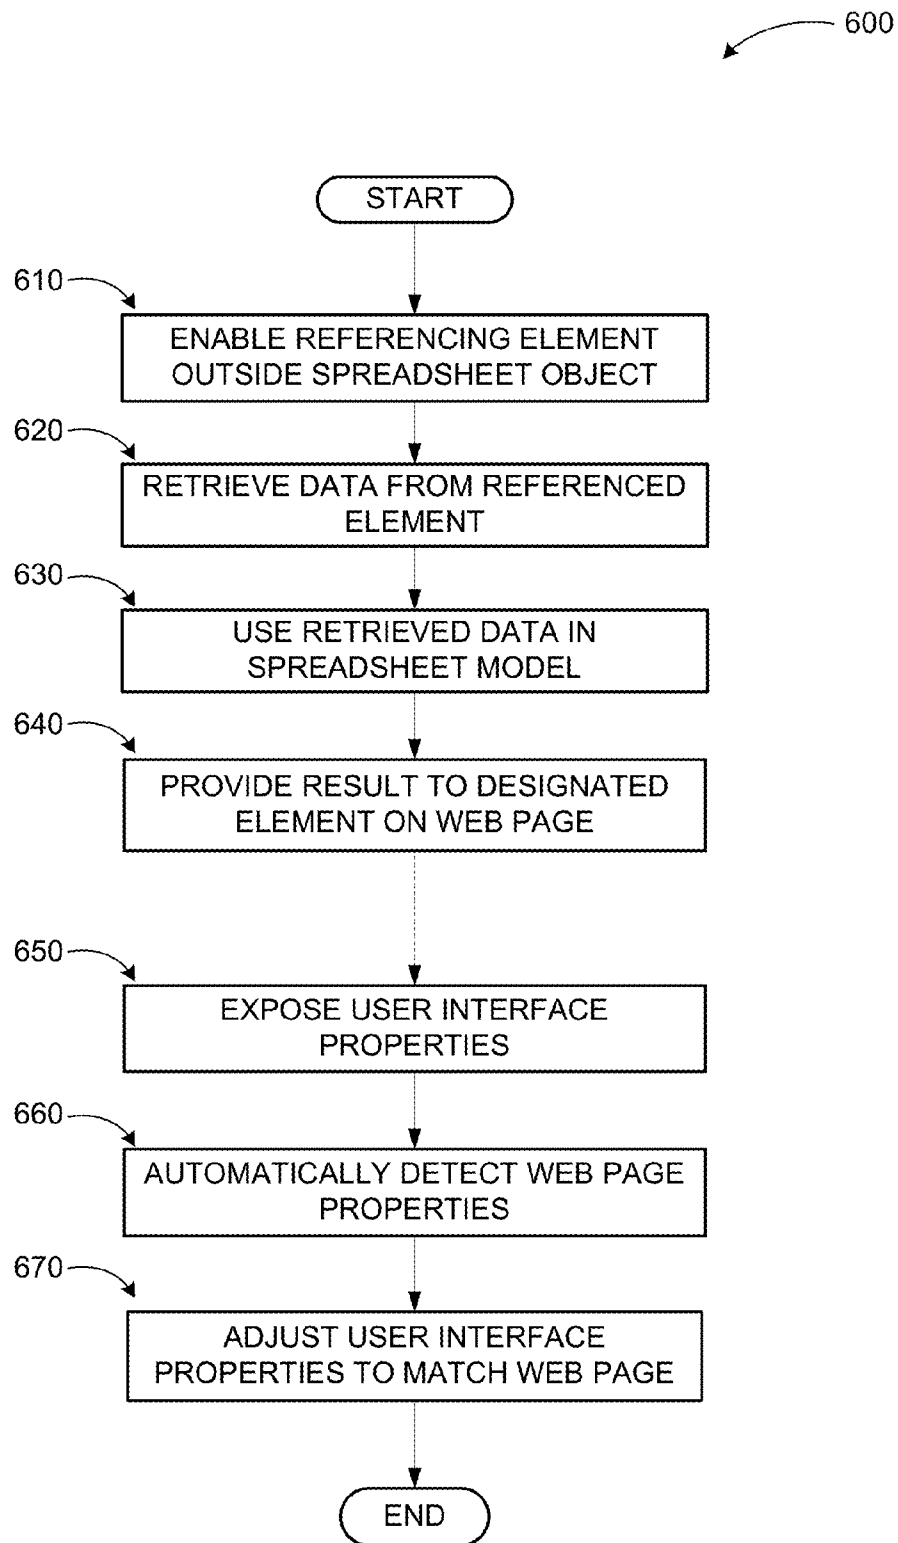 600
START
610
ENABLE REFERENCING ELEMENT
OUTSIDE SPREADSHEET OBJECT
620
RETRIEVE DATA FROM REFERENCED
ELEMENT
630
USE RETRIEVED DATA IN
SPREADSHEET MODEL
640
PROVIDE RESULT TO DESIGNATED
ELEMENT ON WEB PAGE
650
EXPOSE USER INTERFACE
PROPERTIES
660
AUTOMATICALLY DETECT WEB PAGE
PROPERTIES
670
ADJUST USER INTERFACE
PROPERTIES TO MATCH WEB PAGE
END